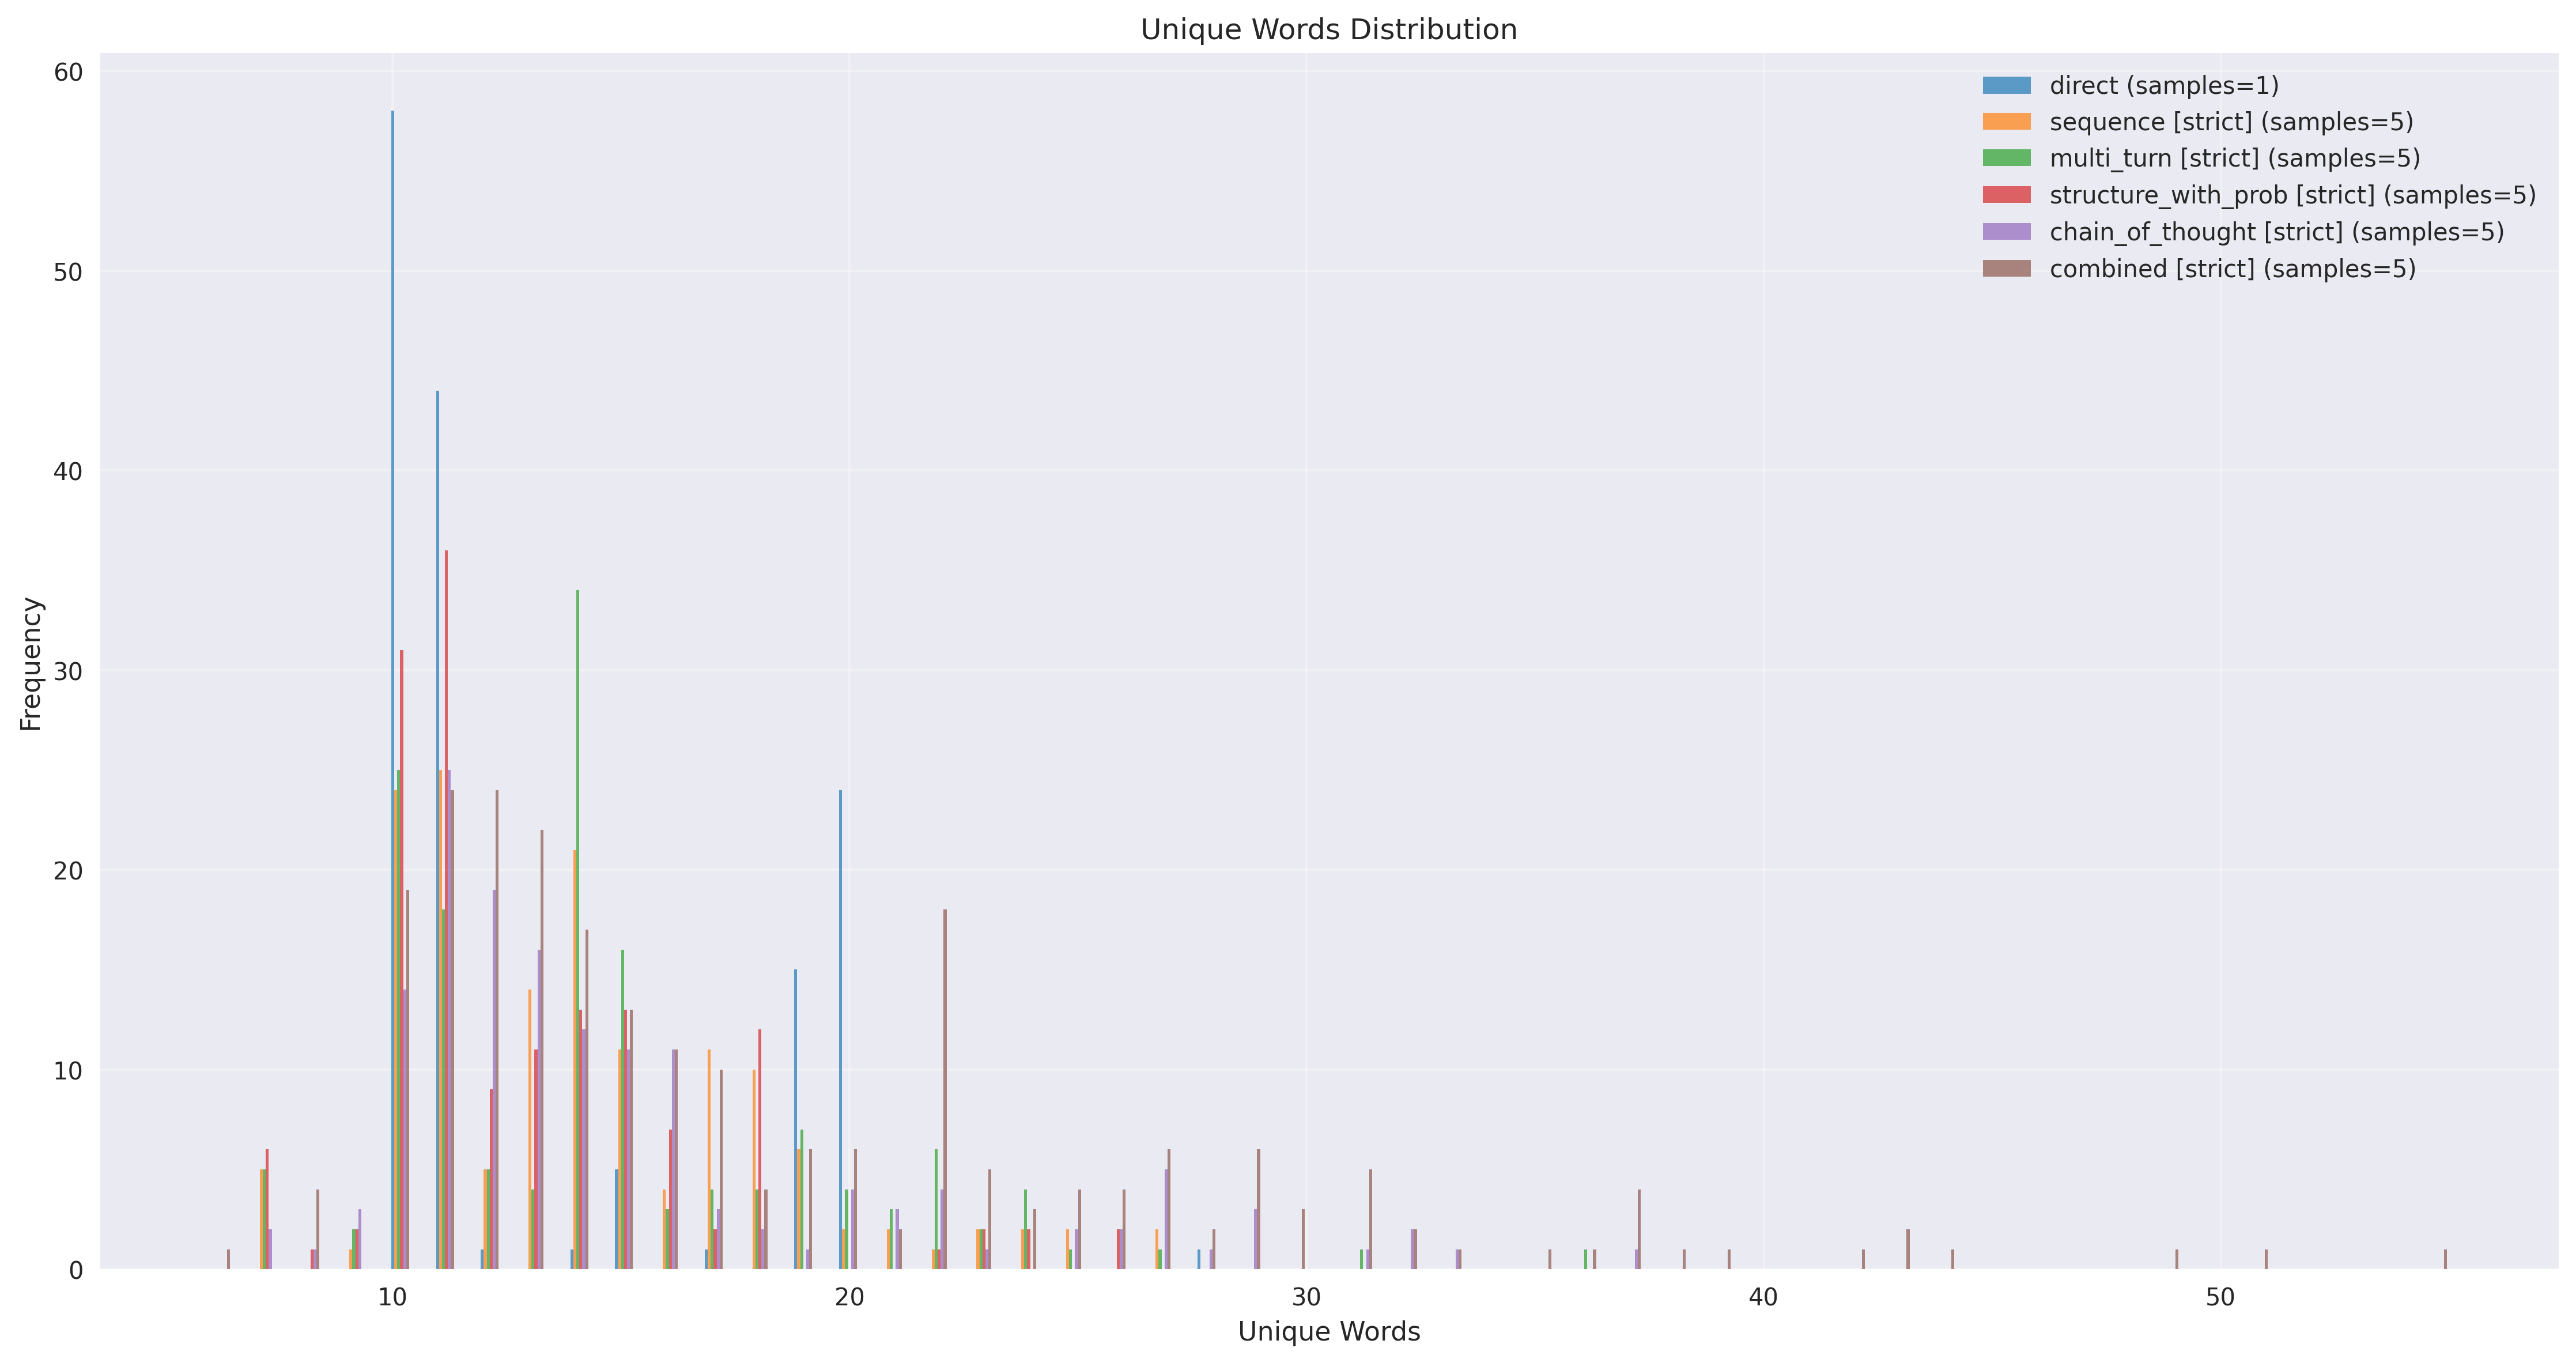 Unique Words Distribution
60
50
40
30
20
10
0
Frequency
direct (samples=1)
sequence [strict] (samples=5)
multi_turn [strict] (samples=5)
structure_with_prob [strict] (samples=5)
chain_of_thought [strict] (samples=5)
combined [strict] (samples=5)
10 20 30 40 50
Unique Words